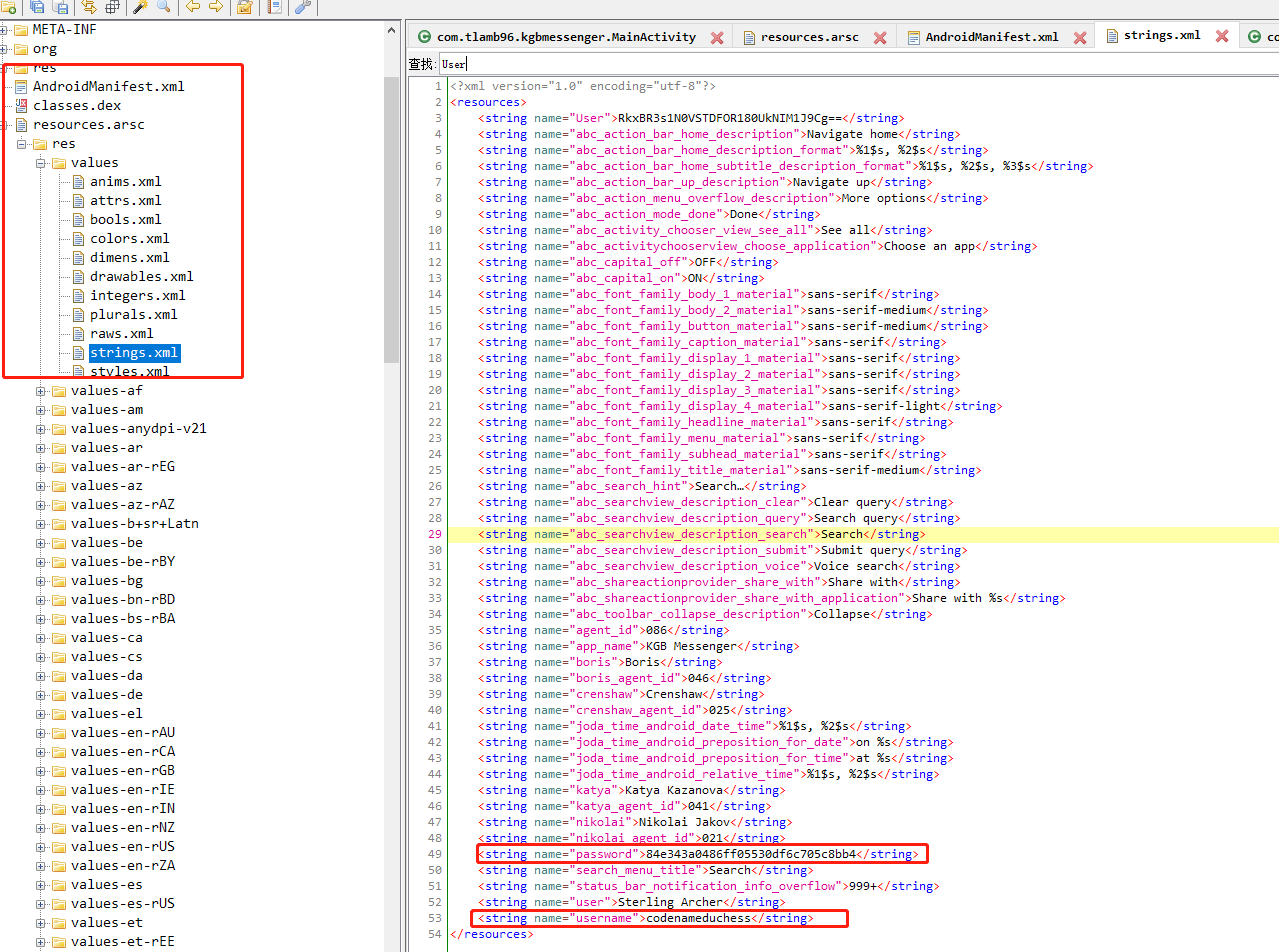 META-INF
org
res
AndroidManifest.xml
classes.dex
resources.arsc
res
values
anims.xml
attrs.xml
bools.xml
colors.xml
dimens.xml
drawables.xml
integers.xml
plurals.xml
raws.xml
strings.xml
styles.xml
values-af
values-am
values-anydpi-v21
values-ar
values-ar-rEG
values-az
values-az-rAZ
values-b+sr+Latn
values-be
values-be-rBY
values-bg
values-bn-rBD
values-bs-rBA
values-ca
values-cs
values-da
values-de
values-el
values-en-rAU
values-en-rCA
values-en-rGB
values-en-rIE
values-en-rIN
values-en-rNZ
values-en-rUS
values-en-rZA
values-es
values-es-rUS
values-et
values-et-rEE
com.tlamb96.kgbmessenger.MainActivity resources.arsc AndroidManifest.xml strings.xml co
查找: User
1 <?xml version="1.0" encoding="utf-8"?>
2 <resources>
3 <string name="User">RkxBR3s1N0VSTDFOR180UkNIM1J9Cg==</string>
4 <string name="abc_action_bar_home_description">Navigate home</string>
5 <string name="abc_action_bar_home_description_format">%1$s, %2$s</string>
6 <string name="abc_action_bar_home_subtitle_description_format">%1$s, %2$s, %3$s</string>
7 <string name="abc_action_bar_up_description">Navigate up</string>
8 <string name="abc_action_menu_overflow_description">More options</string>
9 <string name="abc_action_mode_done">Done</string>
10 <string name="abc_activity_chooser_view_see_all">See all</string>
11 <string name="abc_activitychooserview_choose_application">Choose an app</string>
12 <string name="abc_capital_off">OFF</string>
13 <string name="abc_capital_on">ON</string>
14 <string name="abc_font_family_body_1_material">sans-serif</string>
15 <string name="abc_font_family_body_2_material">sans-serif-medium</string>
16 <string name="abc_font_family_button_material">sans-serif-medium</string>
17 <string name="abc_font_family_caption_material">sans-serif</string>
18 <string name="abc_font_family_display_1_material">sans-serif</string>
19 <string name="abc_font_family_display_2_material">sans-serif</string>
20 <string name="abc_font_family_display_3_material">sans-serif</string>
21 <string name="abc_font_family_display_4_material">sans-serif-light</string>
22 <string name="abc_font_family_headline_material">sans-serif</string>
23 <string name="abc_font_family_menu_material">sans-serif</string>
24 <string name="abc_font_family_subhead_material">sans-serif</string>
25 <string name="abc_font_family_title_material">sans-serif-medium</string>
26 <string name="abc_search_hint">Search…</string>
27 <string name="abc_searchview_description_clear">Clear query</string>
28 <string name="abc_searchview_description_query">Search query</string>
29 <string name="abc_searchview_description_search">Search</string>
30 <string name="abc_searchview_description_submit">Submit query</string>
31 <string name="abc_searchview_description_voice">Voice search</string>
32 <string name="abc_shareactionprovider_share_with">Share with</string>
33 <string name="abc_shareactionprovider_share_with_application">Share with %s</string>
34 <string name="abc_toolbar_collapse_description">Collapse</string>
35 <string name="agent_id">086</string>
36 <string name="app_name">KGB Messenger</string>
37 <string name="boris">Boris</string>
38 <string name="boris_agent_id">046</string>
39 <string name="crenshaw">Crenshaw</string>
40 <string name="crenshaw_agent_id">025</string>
41 <string name="joda_time_android_date_time">%1$s, %2$s</string>
42 <string name="joda_time_android_preposition_for_date">on %s</string>
43 <string name="joda_time_android_preposition_for_time">at %s</string>
44 <string name="joda_time_android_relative_time">%1$s, %2$s</string>
45 <string name="katya">Katya Kazanova</string>
46 <string name="katya_agent_id">041</string>
47 <string name="nikolai">Nikolai Jakov</string>
48 <string name="nikolai_agent_id">021</string>
49 <string name="password">84e343a0486ff05530df6c705c8bb4</string>
50 <string name="search_menu_title">Search</string>
51 <string name="status_bar_notification_info_overflow">999+</string>
52 <string name="user">Sterling Archer</string>
53 <string name="username">codenameduchess</string>
54 </resources>